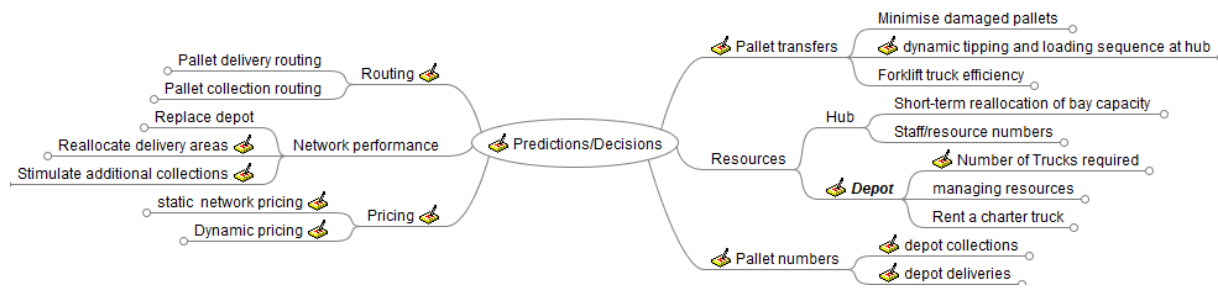 Predictions/Decisions
Routing
Pallet delivery routing
Pallet collection routing
Network performance
Replace depot
Reallocate delivery areas
Stimulate additional collections
Pricing
static network pricing
Dynamic pricing
Pallet transfers
Minimise damaged pallets
dynamic tipping and loading sequence at hub
Forklift truck efficiency
Resources
Hub
Short-term reallocation of bay capacity
Staff/resource numbers
Depot
Number of Trucks required
managing resources
Rent a charter truck
Pallet numbers
depot collections
depot deliveries